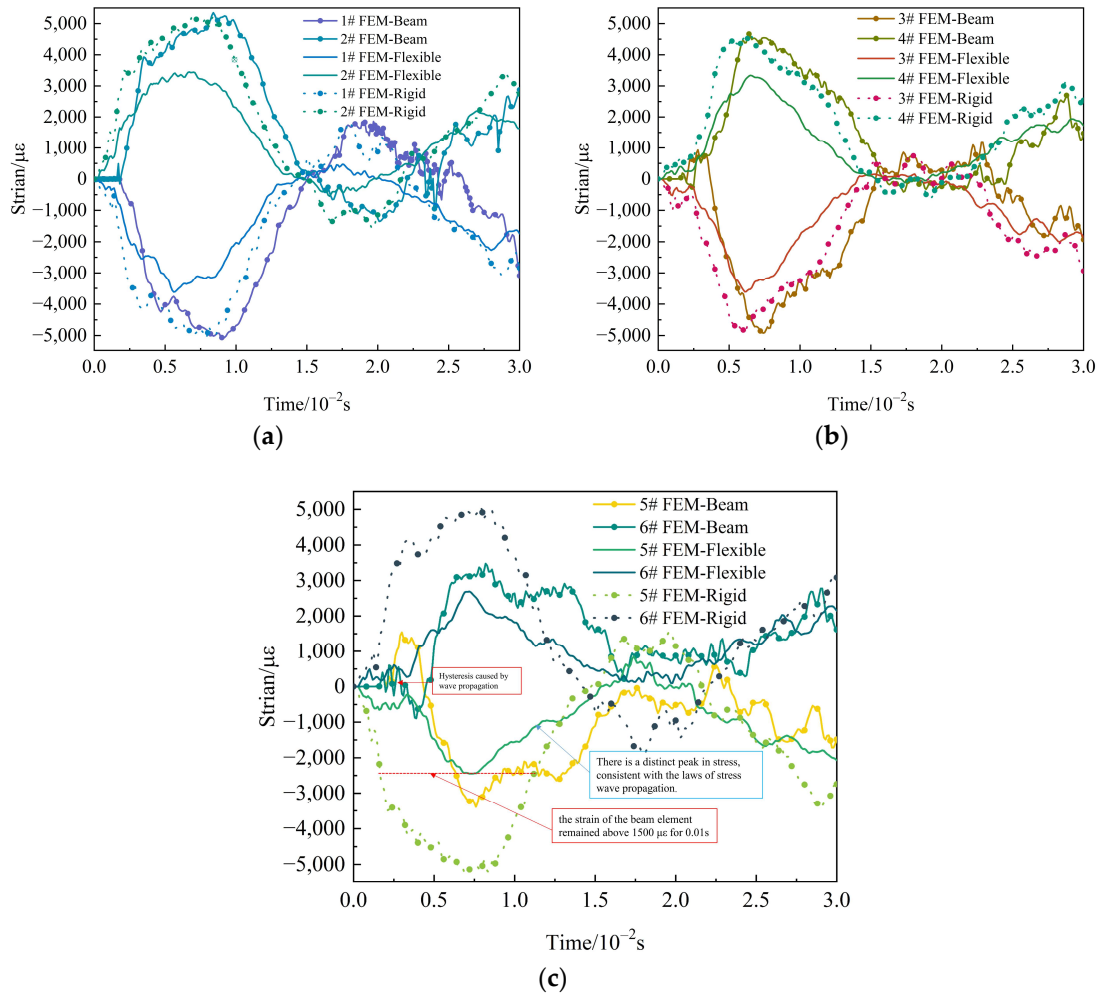 1# FEM-Beam
2# FEM-Beam
1# FEM-Flexible
2# FEM-Flexible
1# FEM-Rigid
2# FEM-Rigid
5,000
4,000
3,000
2,000
1,000
0
−1,000
−2,000
−3,000
−4,000
−5,000
Strian/με
0.0
0.5
1.0
1.5
2.0
2.5
3.0
Time/10⁻²s
(a)
3# FEM-Beam
4# FEM-Beam
3# FEM-Flexible
4# FEM-Flexible
3# FEM-Rigid
4# FEM-Rigid
5,000
4,000
3,000
2,000
1,000
0
−1,000
−2,000
−3,000
−4,000
−5,000
Strian/με
0.0
0.5
1.0
1.5
2.0
2.5
3.0
Time/10⁻²s
(b)
5# FEM-Beam
6# FEM-Beam
5# FEM-Flexible
6# FEM-Flexible
5# FEM-Rigid
6# FEM-Rigid
5,000
4,000
3,000
2,000
1,000
0
−1,000
−2,000
−3,000
−4,000
−5,000
Strian/με
Hysteresis caused by
wave propagation
There is a distinct peak in stress,
consistent with the laws of stress
wave propagation.
the strain of the beam element
remained above 1500 με for 0.01s
0.0
0.5
1.0
1.5
2.0
2.5
3.0
Time/10⁻²s
(c)